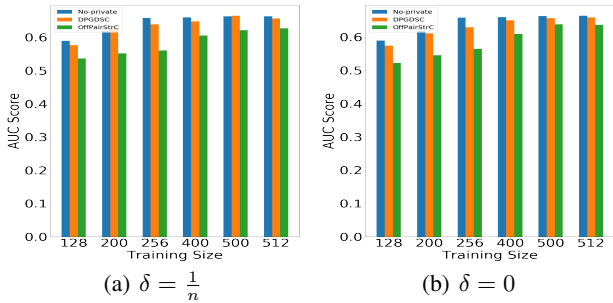 No-private
DPGDSC
OffPairStrC
AUC Score
0.6
0.5
0.4
0.3
0.2
0.1
0.0
128 200 256 400 500 512
Training Size
(a) δ = 1/n
No-private
DPGDSC
OffPairStrC
AUC Score
0.6
0.5
0.4
0.3
0.2
0.1
0.0
128 200 256 400 500 512
Training Size
(b) δ = 0